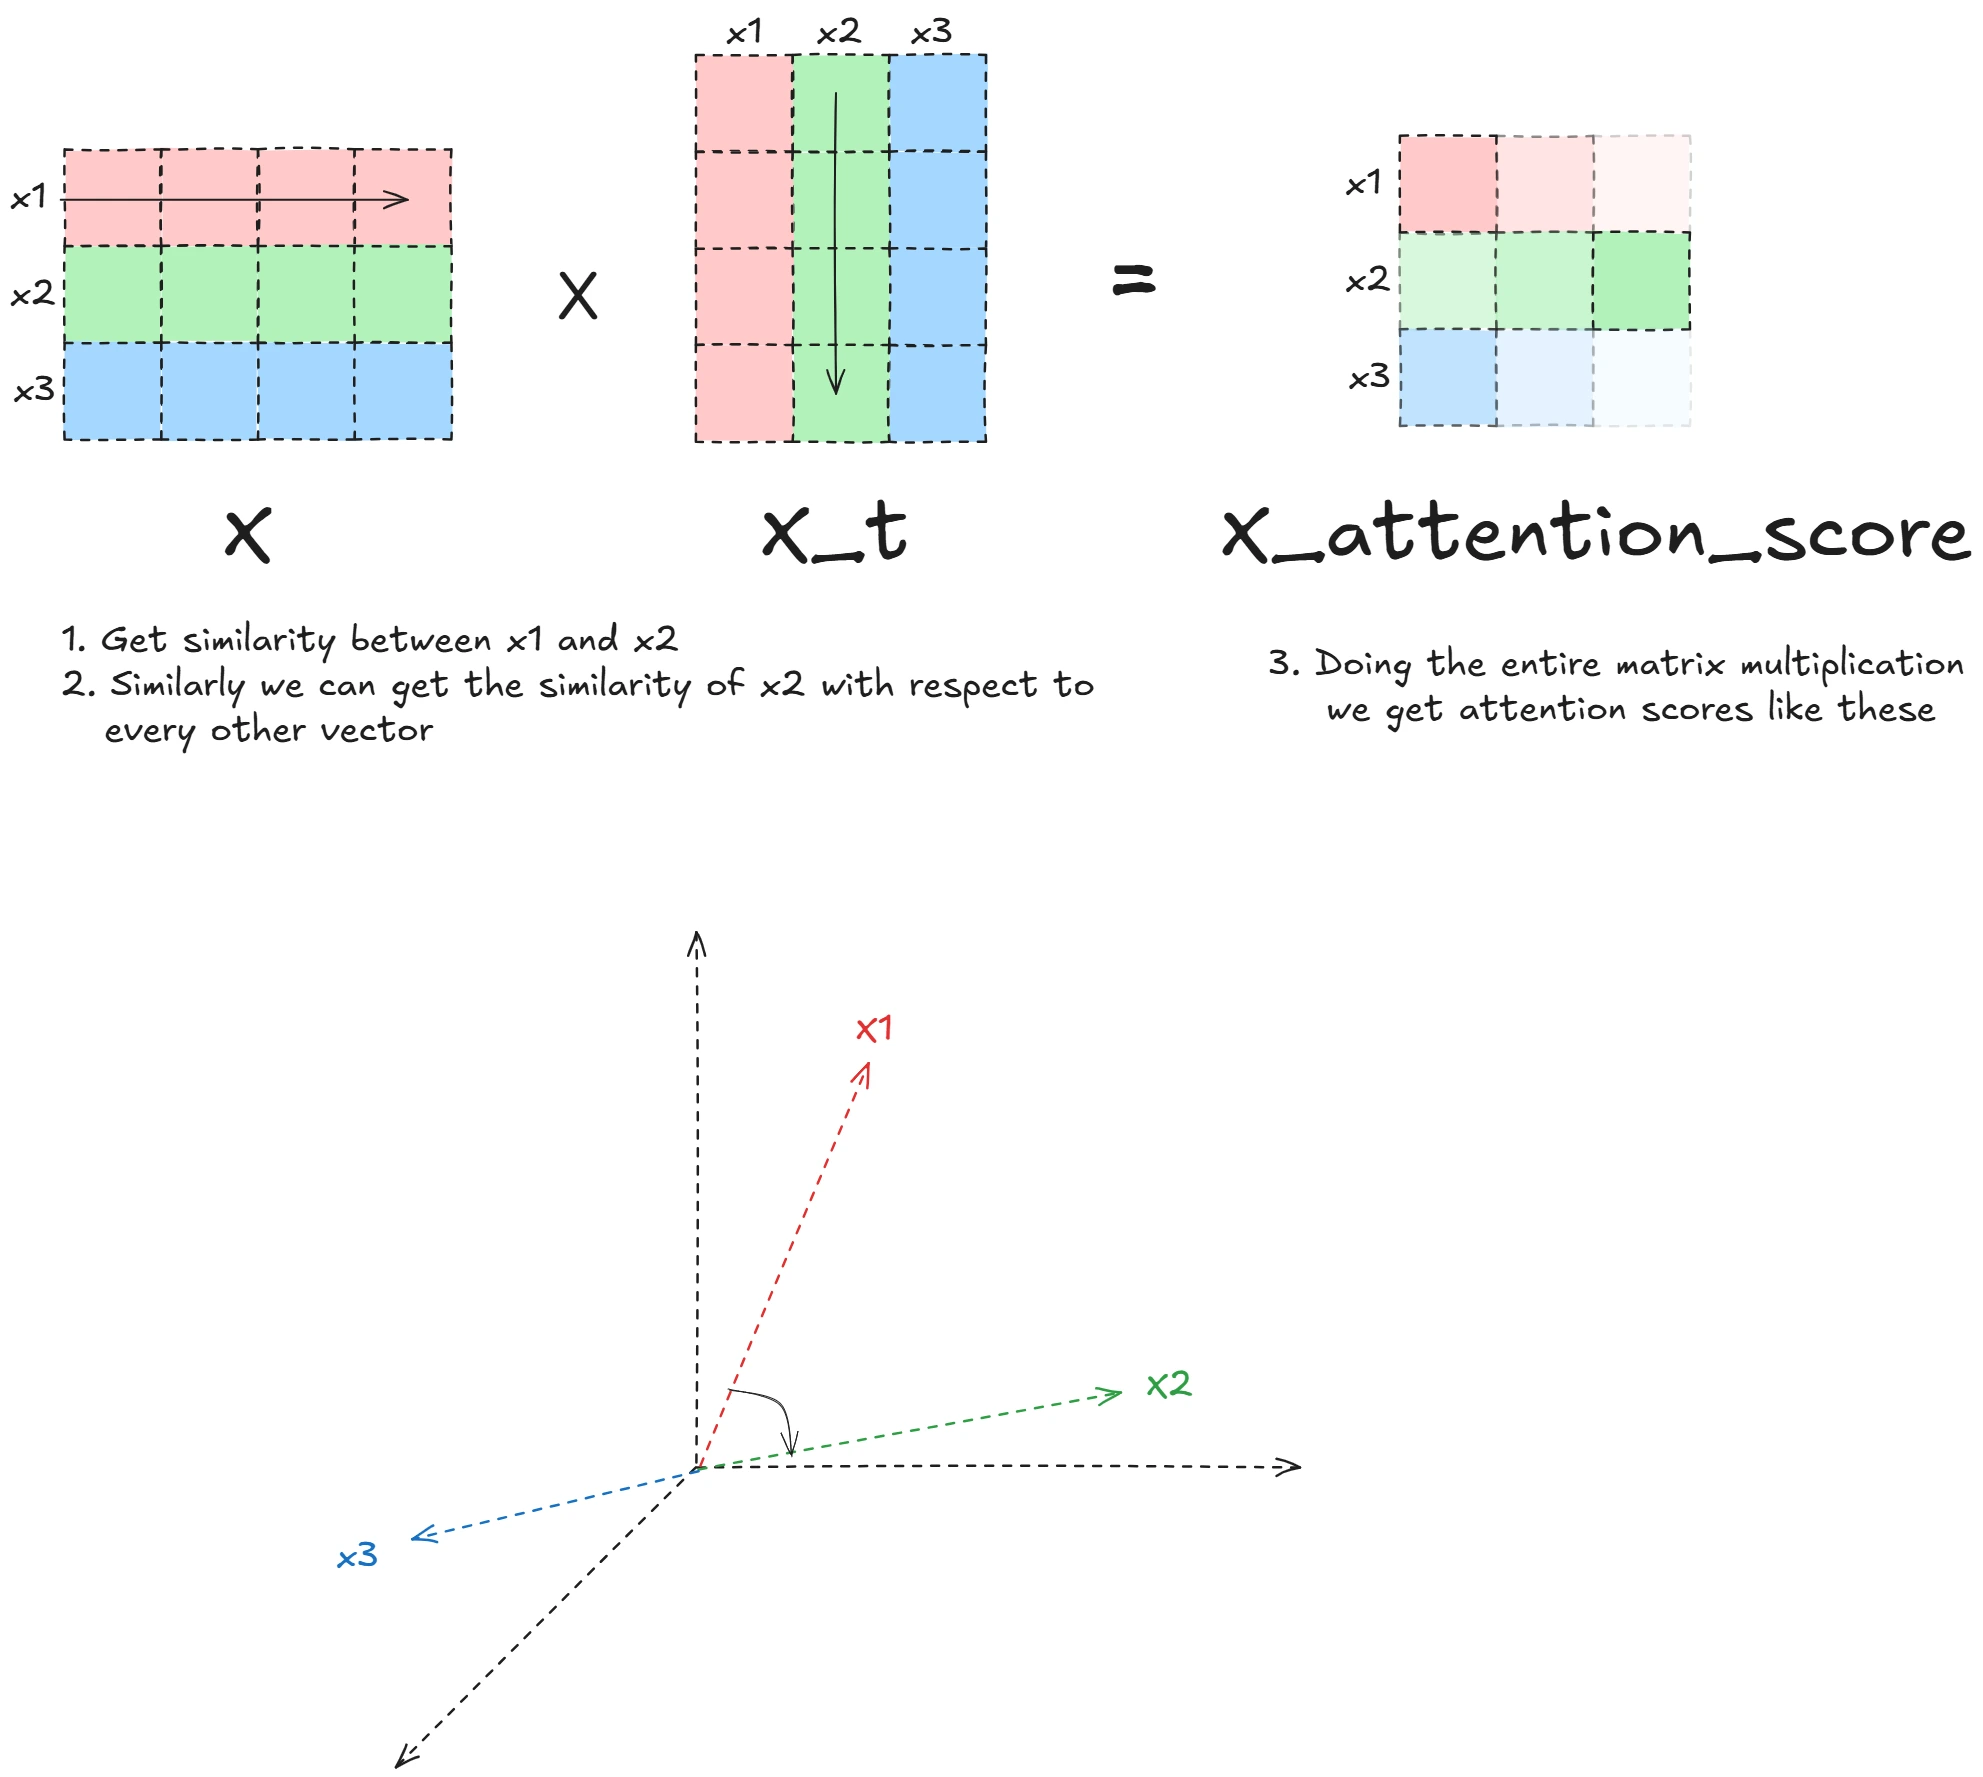 x1 x2 x3
x1
x2
x3
X
=
x1
x2
x3
X
X_t
X_attention_score
1. Get similarity between x1 and x2
2. Similarly we can get the similarity of x2 with respect to
every other vector
3. Doing the entire matrix multiplication
we get attention scores like these
X1
X2
x3